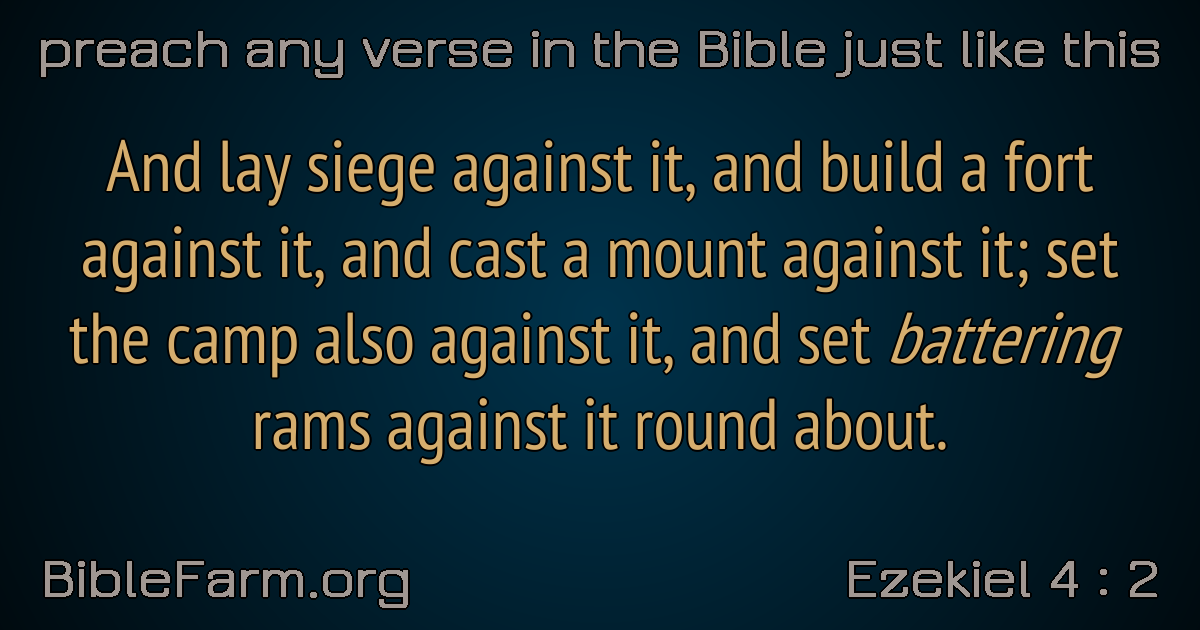 preach any verse in the Bible just like this
And lay siege against it, and build a fort
against it, and cast a mount against it; set
the camp also against it, and set battering
rams against it round about.
BibleFarm.org
Ezekiel 4 : 2